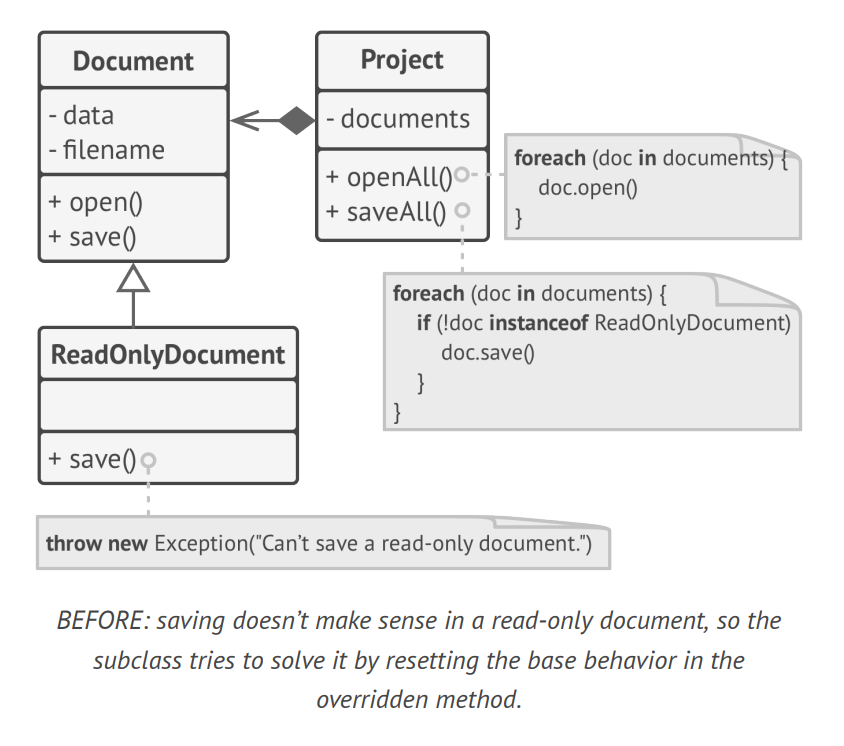 Document
- data
- filename
+ open()
+ save()
Project
- documents
+ openAll()
+ saveAll()
foreach (doc in documents) {
doc.open()
}
foreach (doc in documents) {
if (!doc instanceof ReadOnlyDocument)
doc.save()
}
}
ReadOnlyDocument
+ save()
throw new Exception("Can’t save a read-only document.")
BEFORE: saving doesn’t make sense in a read-only document, so the
subclass tries to solve it by resetting the base behavior in the
overridden method.